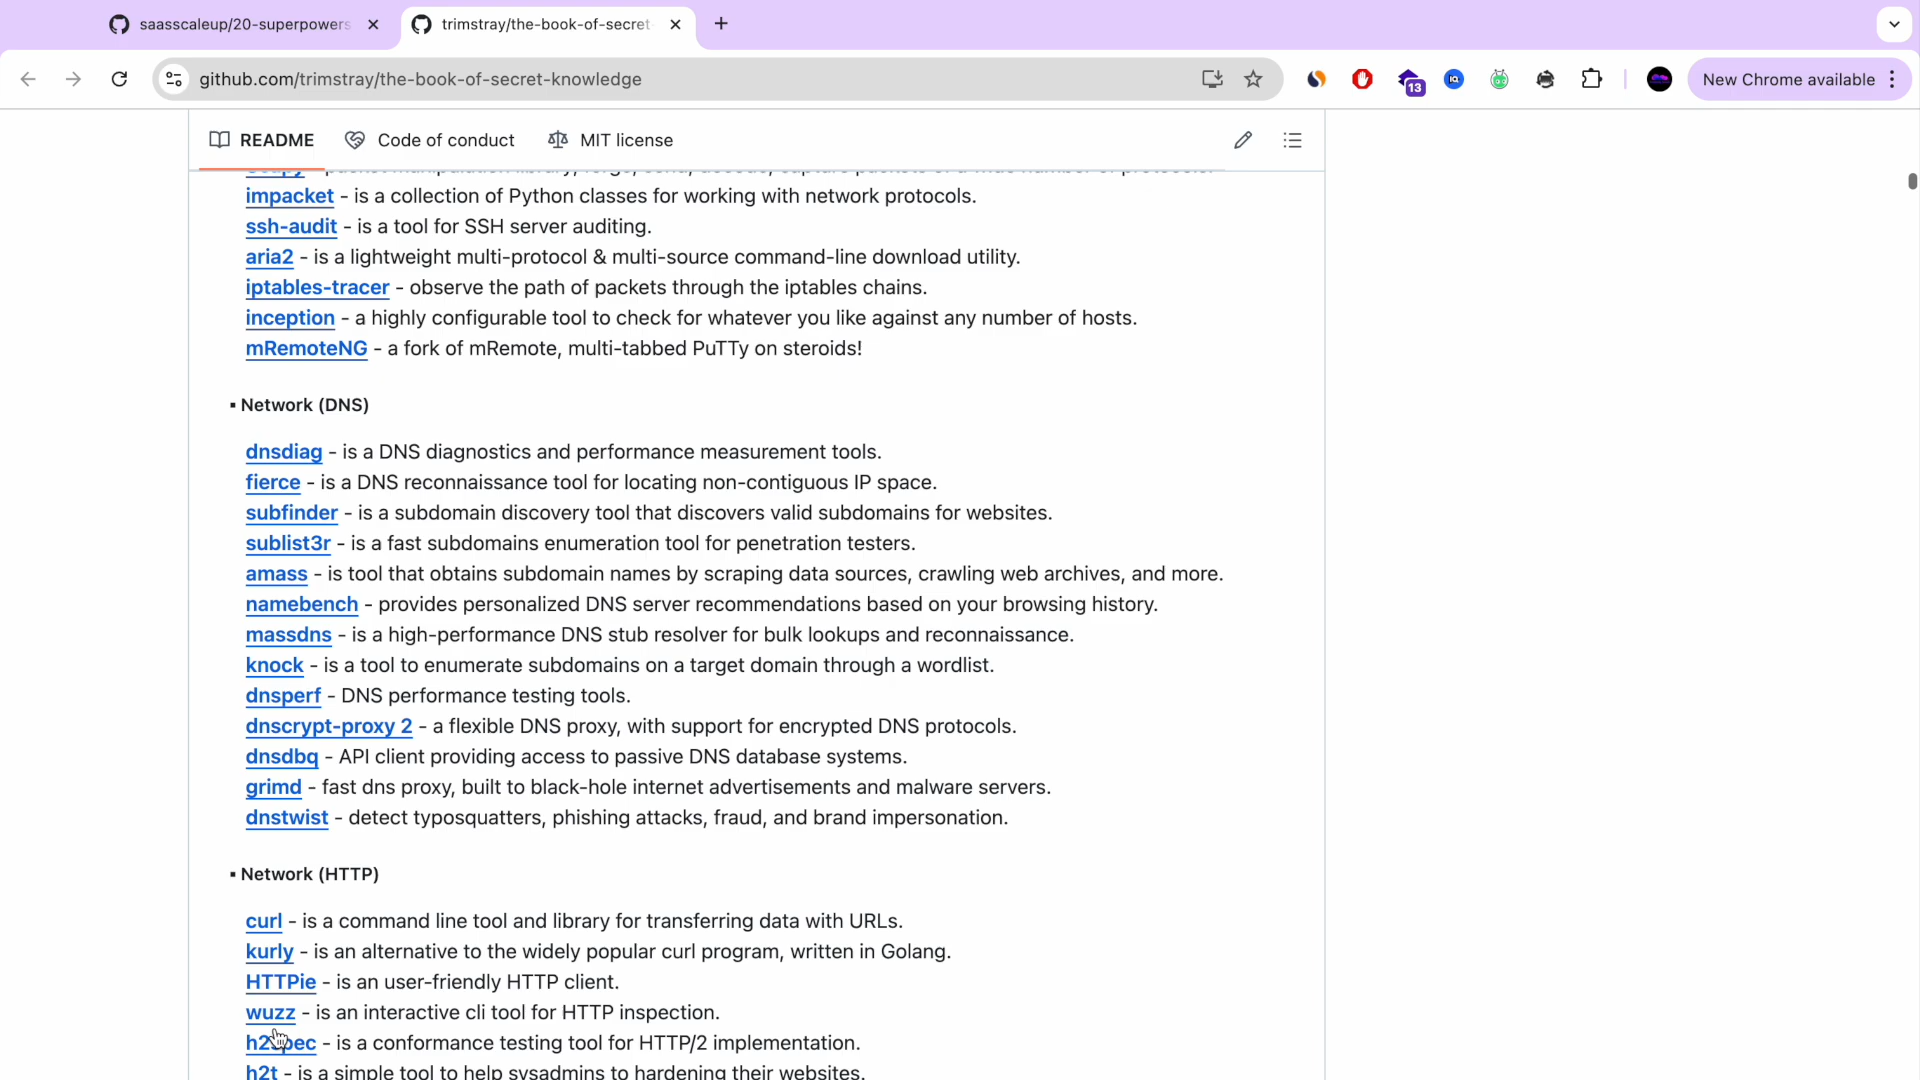 saasscaleup/20-superpowers
trimstray/the-book-of-secret-
github.com/trimstray/the-book-of-secret-knowledge
13
New Chrome available
README
Code of conduct
MIT license
impacket - is a collection of Python classes for working with network protocols.
ssh-audit - is a tool for SSH server auditing.
aria2 - is a lightweight multi-protocol & multi-source command-line download utility.
iptables-tracer - observe the path of packets through the iptables chains.
inception - a highly configurable tool to check for whatever you like against any number of hosts.
mRemoteNG - a fork of mRemote, multi-tabbed PuTTy on steroids!
▪ Network (DNS)
dnsdiag - is a DNS diagnostics and performance measurement tools.
fierce - is a DNS reconnaissance tool for locating non-contiguous IP space.
subfinder - is a subdomain discovery tool that discovers valid subdomains for websites.
sublist3r - is a fast subdomains enumeration tool for penetration testers.
amass - is tool that obtains subdomain names by scraping data sources, crawling web archives, and more.
namebench - provides personalized DNS server recommendations based on your browsing history.
massdns - is a high-performance DNS stub resolver for bulk lookups and reconnaissance.
knock - is a tool to enumerate subdomains on a target domain through a wordlist.
dnsperf - DNS performance testing tools.
dnscrypt-proxy 2 - a flexible DNS proxy, with support for encrypted DNS protocols.
dnsdbq - API client providing access to passive DNS database systems.
grimd - fast dns proxy, built to black-hole internet advertisements and malware servers.
dnstwist - detect typosquatters, phishing attacks, fraud, and brand impersonation.
▪ Network (HTTP)
curl - is a command line tool and library for transferring data with URLs.
kurly - is an alternative to the widely popular curl program, written in Golang.
HTTPie - is an user-friendly HTTP client.
wuzz - is an interactive cli tool for HTTP inspection.
h2spec - is a conformance testing tool for HTTP/2 implementation.
h2t - is a simple tool to help sysadmins to hardening their websites.